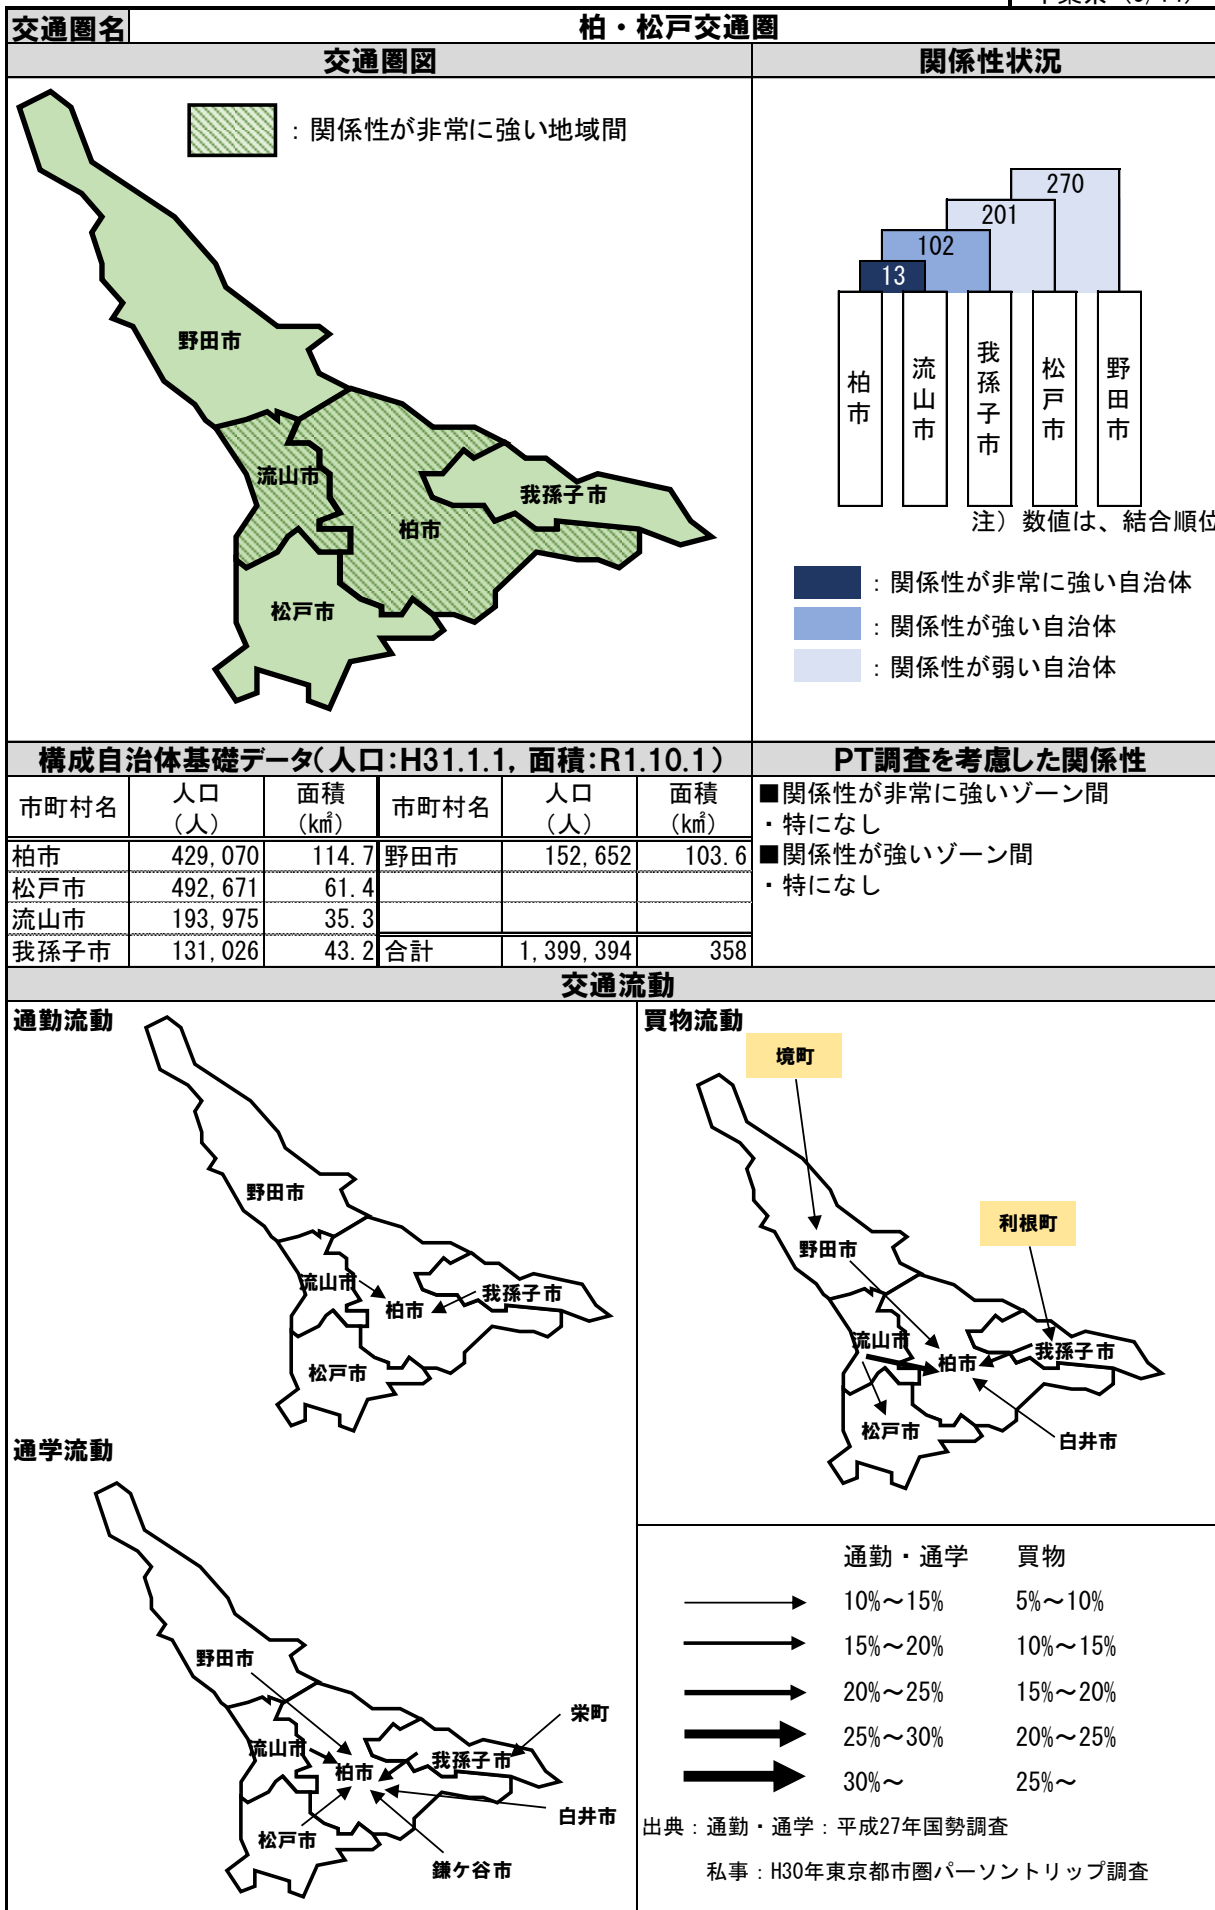 交通圏名
柏・松戸交通圏
交通圏図
関係性状況
：関係性が非常に強い地域間
野田市
流山市
我孫子市
柏市
松戸市
270
201
102
13
柏市
流山市
我孫子市
松戸市
野田市
注）数値は、結合順位
：関係性が非常に強い自治体
：関係性が強い自治体
：関係性が弱い自治体
構成自治体基礎データ（人口:H31.1.1, 面積:R1.10.1）
市町村名 人口（人） 面積（㎢） 市町村名 人口（人） 面積（㎢）
柏市 429,070 114.7 野田市 152,652 103.6
松戸市 492,671 61.4
流山市 193,975 35.3
我孫子市 131,026 43.2 合計 1,399,394 358
PT調査を考慮した関係性
■関係性が非常に強いゾーン間
・特になし
■関係性が強いゾーン間
・特になし
交通流動
通勤流動
野田市
流山市
我孫子市
柏市
松戸市
通学流動
野田市
栄町
流山市
我孫子市
柏市
白井市
松戸市
鎌ケ谷市
買物流動
境町
利根町
野田市
流山市
我孫子市
柏市
松戸市
白井市
通勤・通学 買物
10%～15% 5%～10%
15%～20% 10%～15%
20%～25% 15%～20%
25%～30% 20%～25%
30%～ 25%～
出典：通勤・通学：平成27年国勢調査
私事：H30年東京都市圏パーソントリップ調査